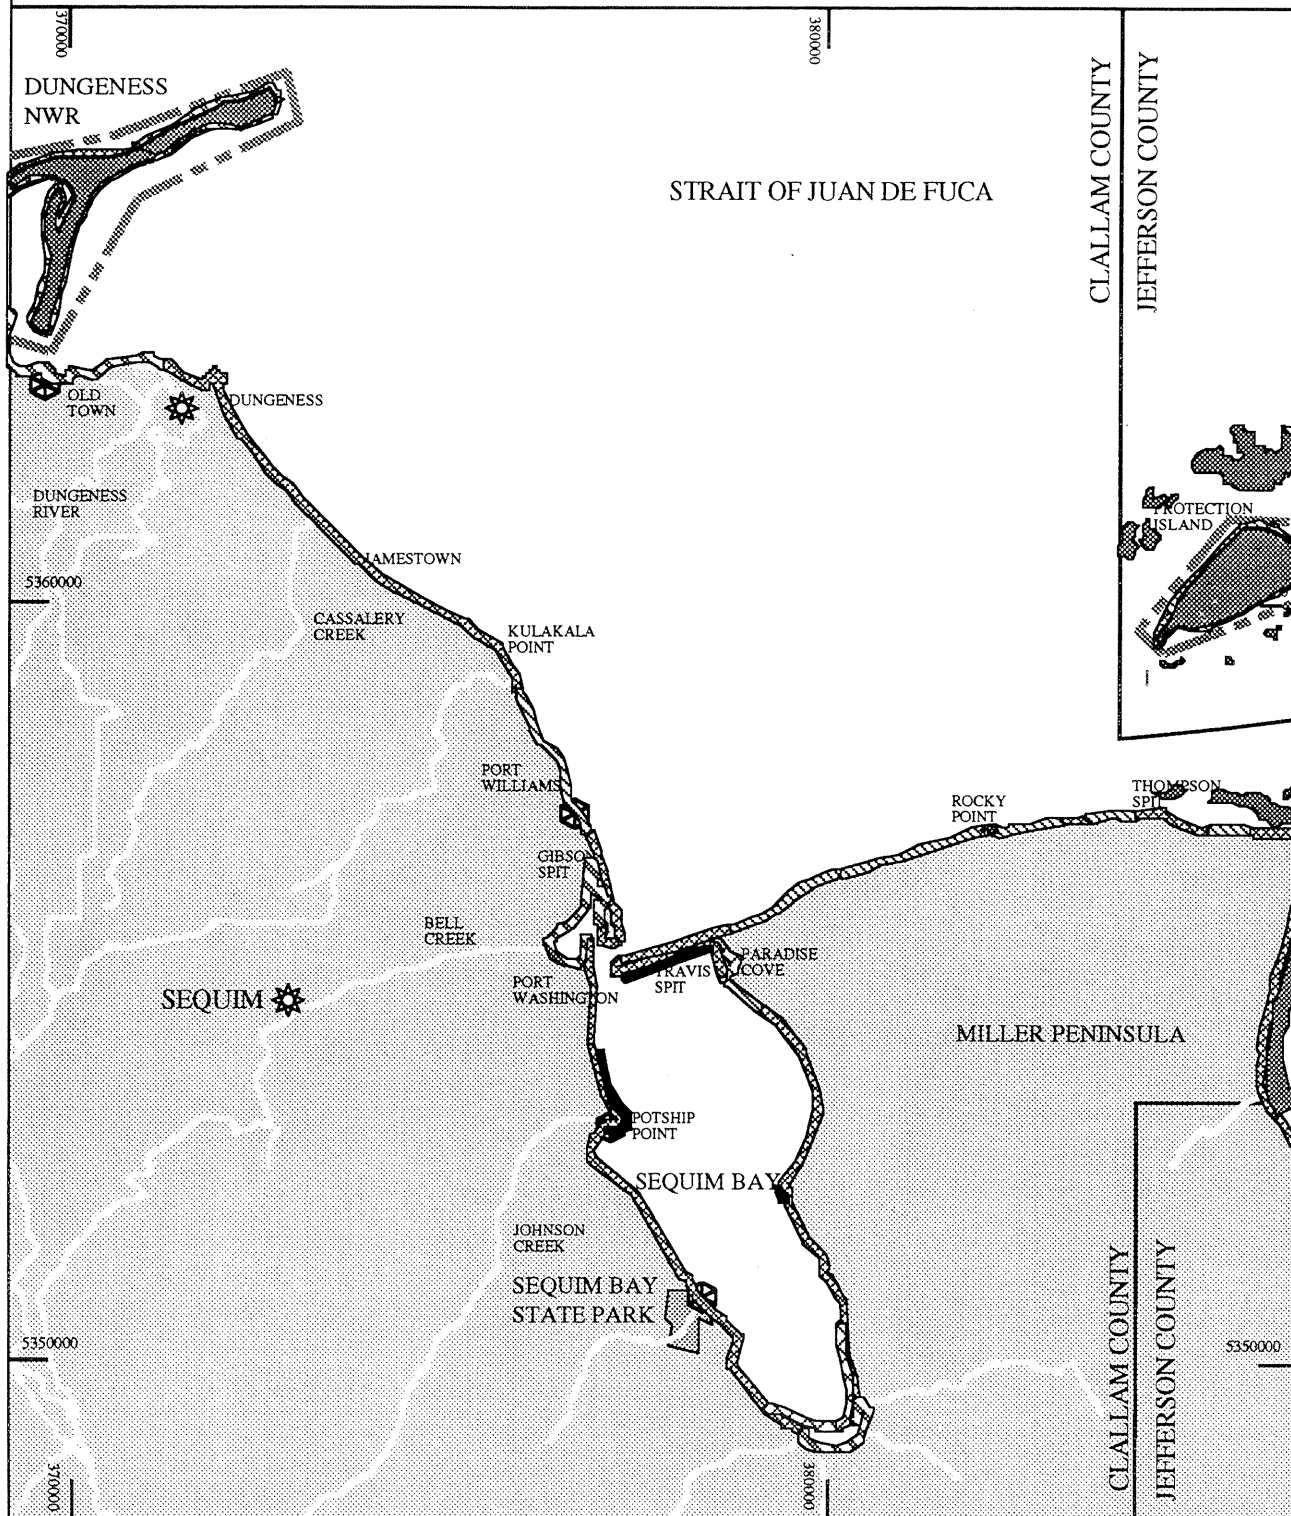 370000
380000
DUNGENESS
NWR
CLALLAM COUNTY
JEFFERSON COUNTY
STRAIT OF JUAN DE FUCA
OLD
TOWN
DUNGENESS
DUNGENESS
RIVER
PROTECTION
ISLAND
JAMESTOWN
5360000
CASSALERY
CREEK
KULAKALA
POINT
PORT
WILLIAMS
THOMPSON
SPIT
ROCKY
POINT
GIBSON
SPIT
BELL
CREEK
PARADISE
COVE
TRAVIS
SPIT
PORT
WASHINGTON
SEQUIM
MILLER PENINSULA
POTSHIP
POINT
SEQUIM BAY
JOHNSON
CREEK
SEQUIM BAY
STATE PARK
CLALLAM COUNTY
JEFFERSON COUNTY
5350000
5350000
370000
380000